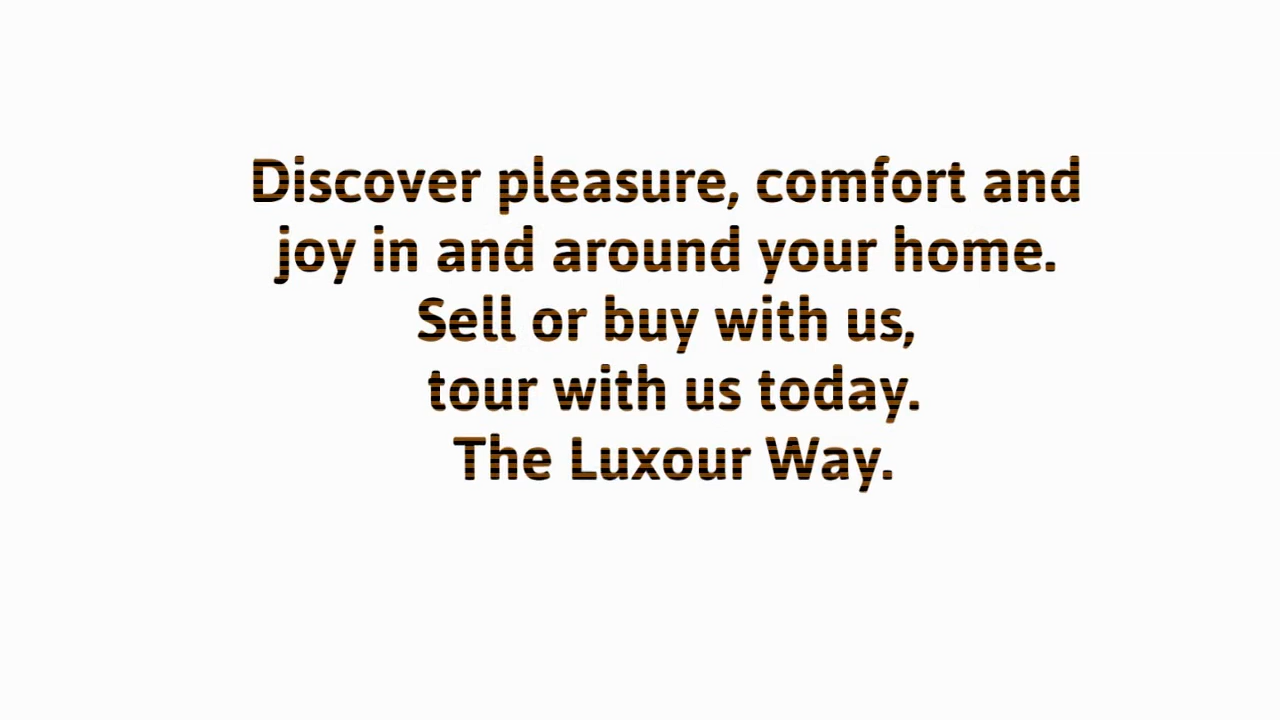 Discover pleasure, comfort and
joy in and around your home.
Sell or buy with us,
tour with us today.
The Luxour Way.